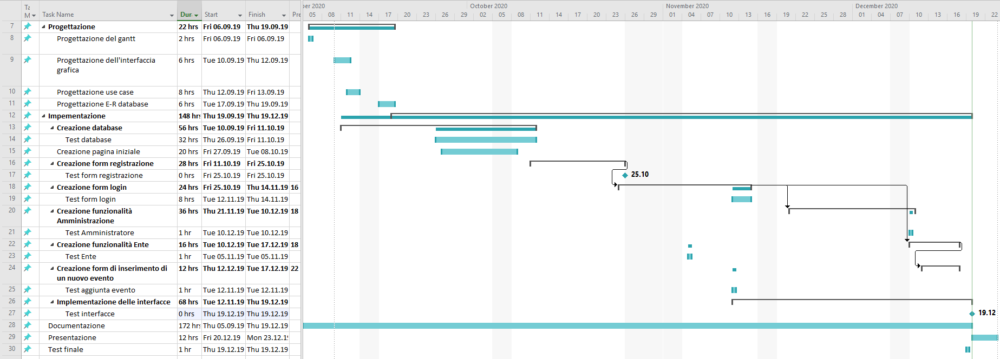 Ta
M
Task Name
Dur
Start
Finish
Pre
ber 2020
October 2020
November 2020
December 2020
05 08 11 14 17 20 23 26 29 02 05 08 11 14 17 20 23 26 29 01 04 07 10 13 16 19 22 25 28 01 04 07 10 13 16 19 22
7 Progettazione 22 hrs Fri 06.09.19 Thu 19.09.19
8 Progettazione del gantt 2 hrs Fri 06.09.19 Fri 06.09.19
9 Progettazione dell'interfaccia 6 hrs Tue 10.09.19 Thu 12.09.19
grafica
10 Progettazione use case 8 hrs Thu 12.09.19 Fri 13.09.19
11 Progettazione E-R database 6 hrs Tue 17.09.19 Thu 19.09.19
12 Impementazione 148 hrs Thu 19.09.19 Thu 19.12.19
13 Creazione database 56 hrs Tue 10.09.19 Fri 11.10.19
14 Test database 32 hrs Thu 26.09.19 Fri 11.10.19
15 Creazione pagina iniziale 20 hrs Fri 27.09.19 Tue 08.10.19
16 Creazione form registrazione 28 hrs Fri 11.10.19 Fri 25.10.19
17 Test form registrazione 0 hrs Fri 25.10.19 Fri 25.10.19 25.10
18 Creazione form login 24 hrs Fri 25.10.19 Thu 14.11.19 16
19 Test form login 8 hrs Tue 12.11.19 Thu 14.11.19
20 Creazione funzionalità 36 hrs Thu 21.11.19 Tue 10.12.19 18
Amministrazione
21 Test Amministratore 1 hr Tue 10.12.19 Tue 10.12.19
22 Creazione funzionalità Ente 16 hrs Tue 10.12.19 Tue 17.12.19 18
23 Test Ente 1 hr Tue 05.11.19 Tue 05.11.19
24 Creazione form di inserimento di 12 hrs Thu 12.12.19 Tue 17.12.19 22
un nuovo evento
25 Test aggiunta evento 1 hr Tue 12.11.19 Tue 12.11.19
26 Implementazione delle interfacce 68 hrs Tue 12.11.19 Thu 19.12.19
27 Test interfacce 0 hrs Thu 19.12.19 Thu 19.12.19 19.12
28 Documentazione 172 hrs Thu 05.09.19 Thu 19.12.19
29 Presentazione 12 hrs Fri 20.12.19 Mon 23.12.19
30 Test finale 1 hr Thu 19.12.19 Thu 19.12.19